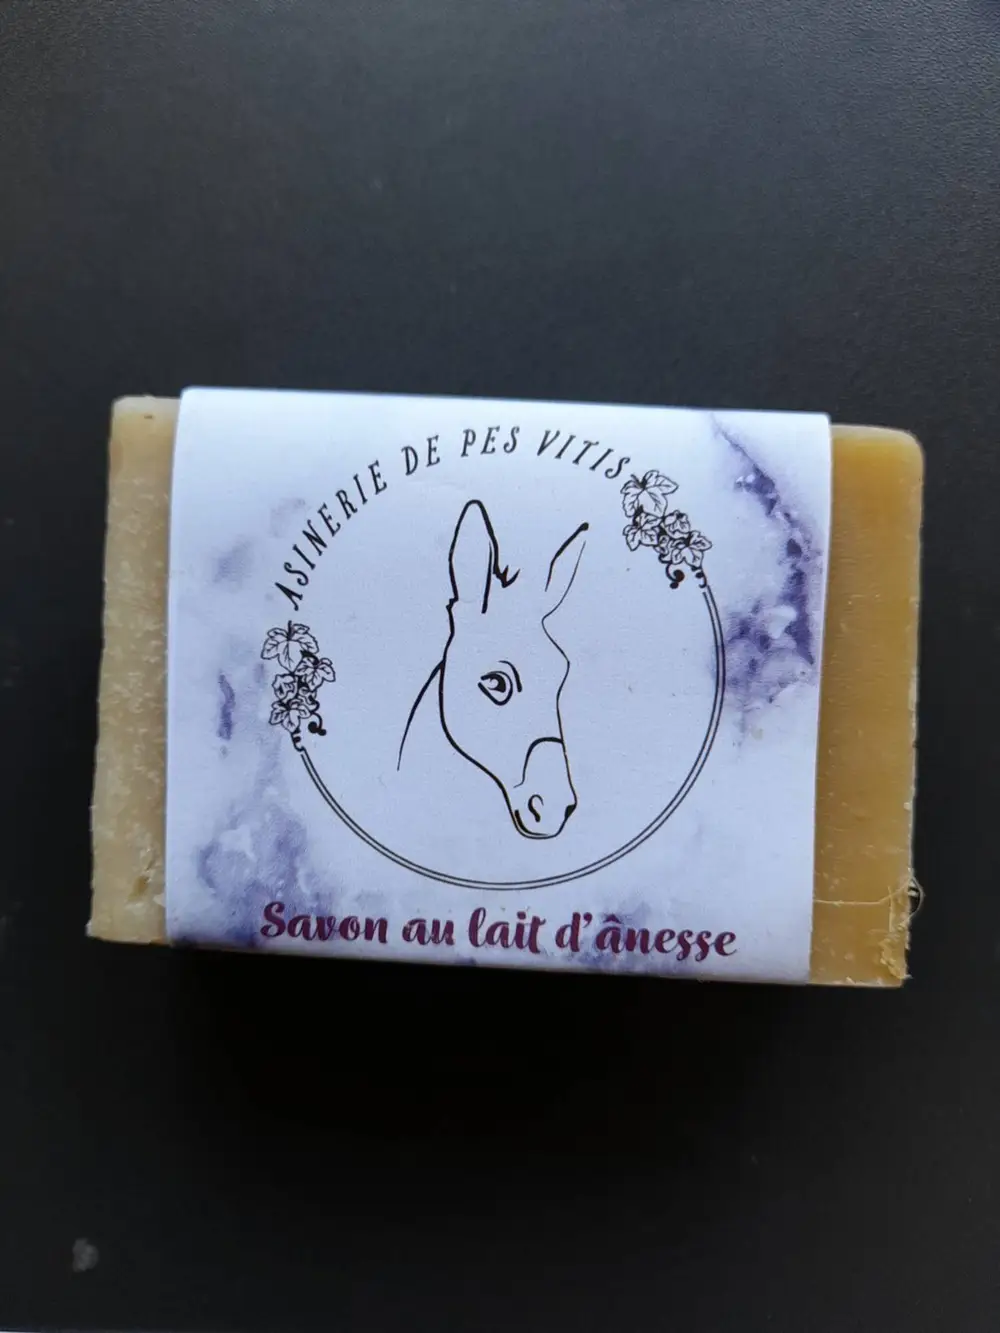 ASINERIE DE PES VITIS
Savon au lait d'ânesse